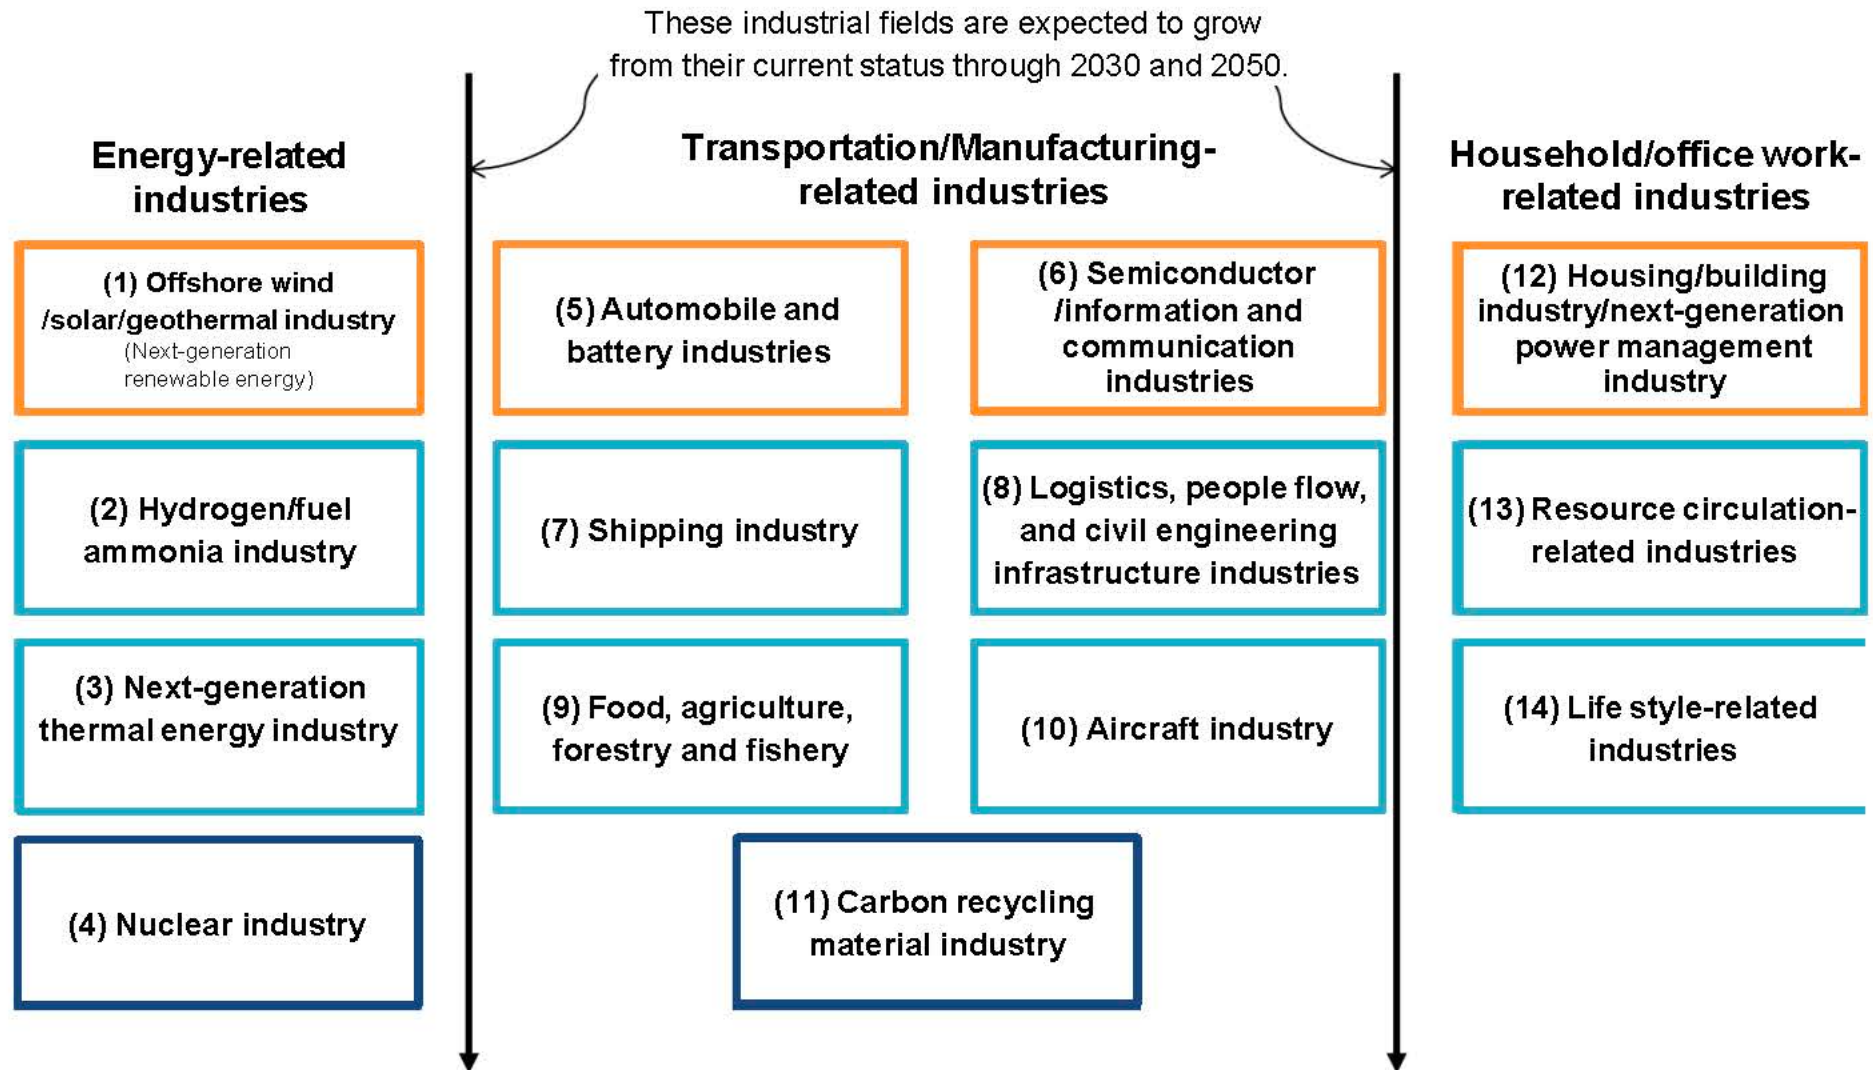 These industrial fields are expected to grow
from their current status through 2030 and 2050.
Energy-related
industries
Transportation/Manufacturing-
related industries
Household/office work-
related industries
(1) Offshore wind
/solar/geothermal industry
(Next-generation
renewable energy)
(5) Automobile and
battery industries
(6) Semiconductor
/information and
communication
industries
(12) Housing/building
industry/next-generation
power management
industry
(2) Hydrogen/fuel
ammonia industry
(7) Shipping industry
(8) Logistics, people flow,
and civil engineering
infrastructure industries
(13) Resource circulation-
related industries
(3) Next-generation
thermal energy industry
(9) Food, agriculture,
forestry and fishery
(10) Aircraft industry
(14) Life style-related
industries
(4) Nuclear industry
(11) Carbon recycling
material industry